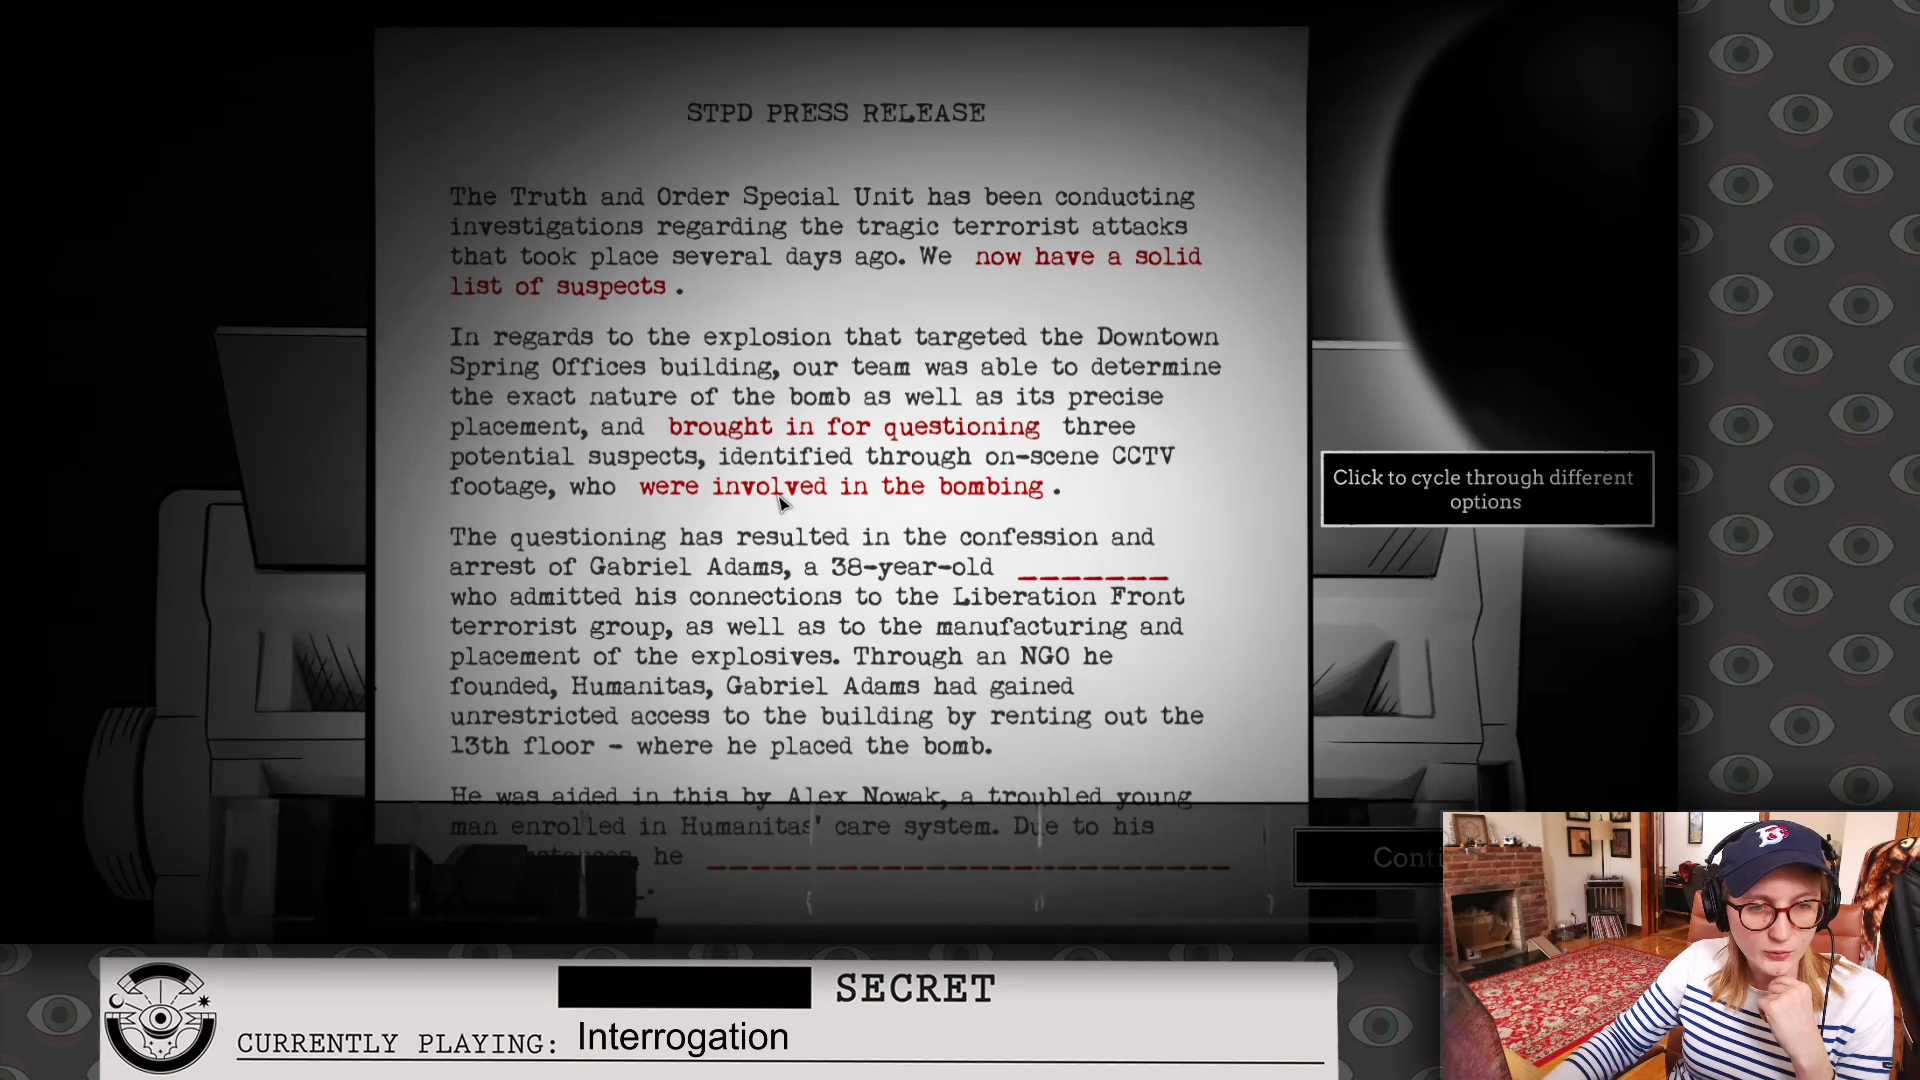 STPD PRESS RELEASE
The Truth and Order Special Unit has been conducting
investigations regarding the tragic terrorist attacks
that took place several days ago. We now have a solid
list of suspects .
In regards to the explosion that targeted the Downtown
Spring Offices building, our team was able to determine
the exact nature of the bomb as well as its precise
placement, and brought in for questioning three
potential suspects, identified through on-scene CCTV
footage, who were involved in the bombing .
Click to cycle through different
options
The questioning has resulted in the confession and
arrest of Gabriel Adams, a 38-year-old _______
who admitted his connections to the Liberation Front
terrorist group, as well as to the manufacturing and
placement of the explosives. Through an NGO he
founded, Humanitas, Gabriel Adams had gained
unrestricted access to the building by renting out the
13th floor - where he placed the bomb.
He was aided in this by Alex Nowak, a troubled young
man enrolled in Humanitas' care system. Due to his
he
Conti
SECRET
CURRENTLY PLAYING: Interrogation